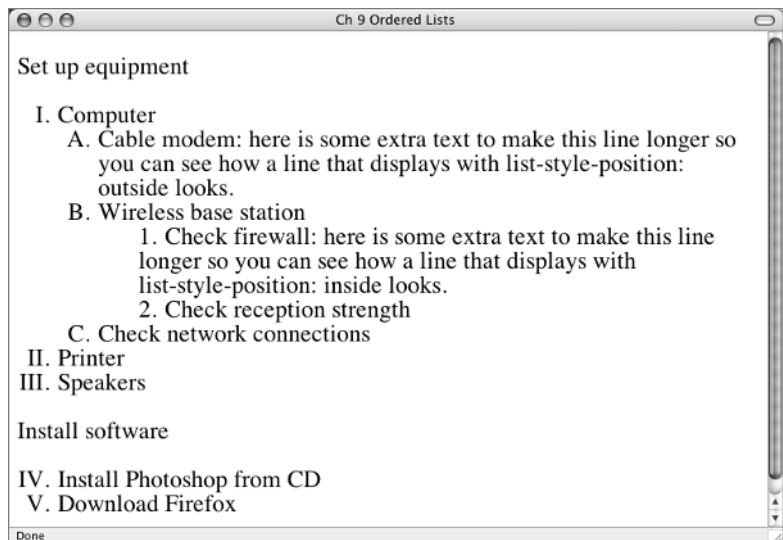 Ch 9 Ordered Lists
Set up equipment
I. Computer
A. Cable modem: here is some extra text to make this line longer so
you can see how a line that displays with list-style-position:
outside looks.
B. Wireless base station
1. Check firewall: here is some extra text to make this line
longer so you can see how a line that displays with
list-style-position: inside looks.
2. Check reception strength
C. Check network connections
II. Printer
III. Speakers
Install software
IV. Install Photoshop from CD
V. Download Firefox
Done